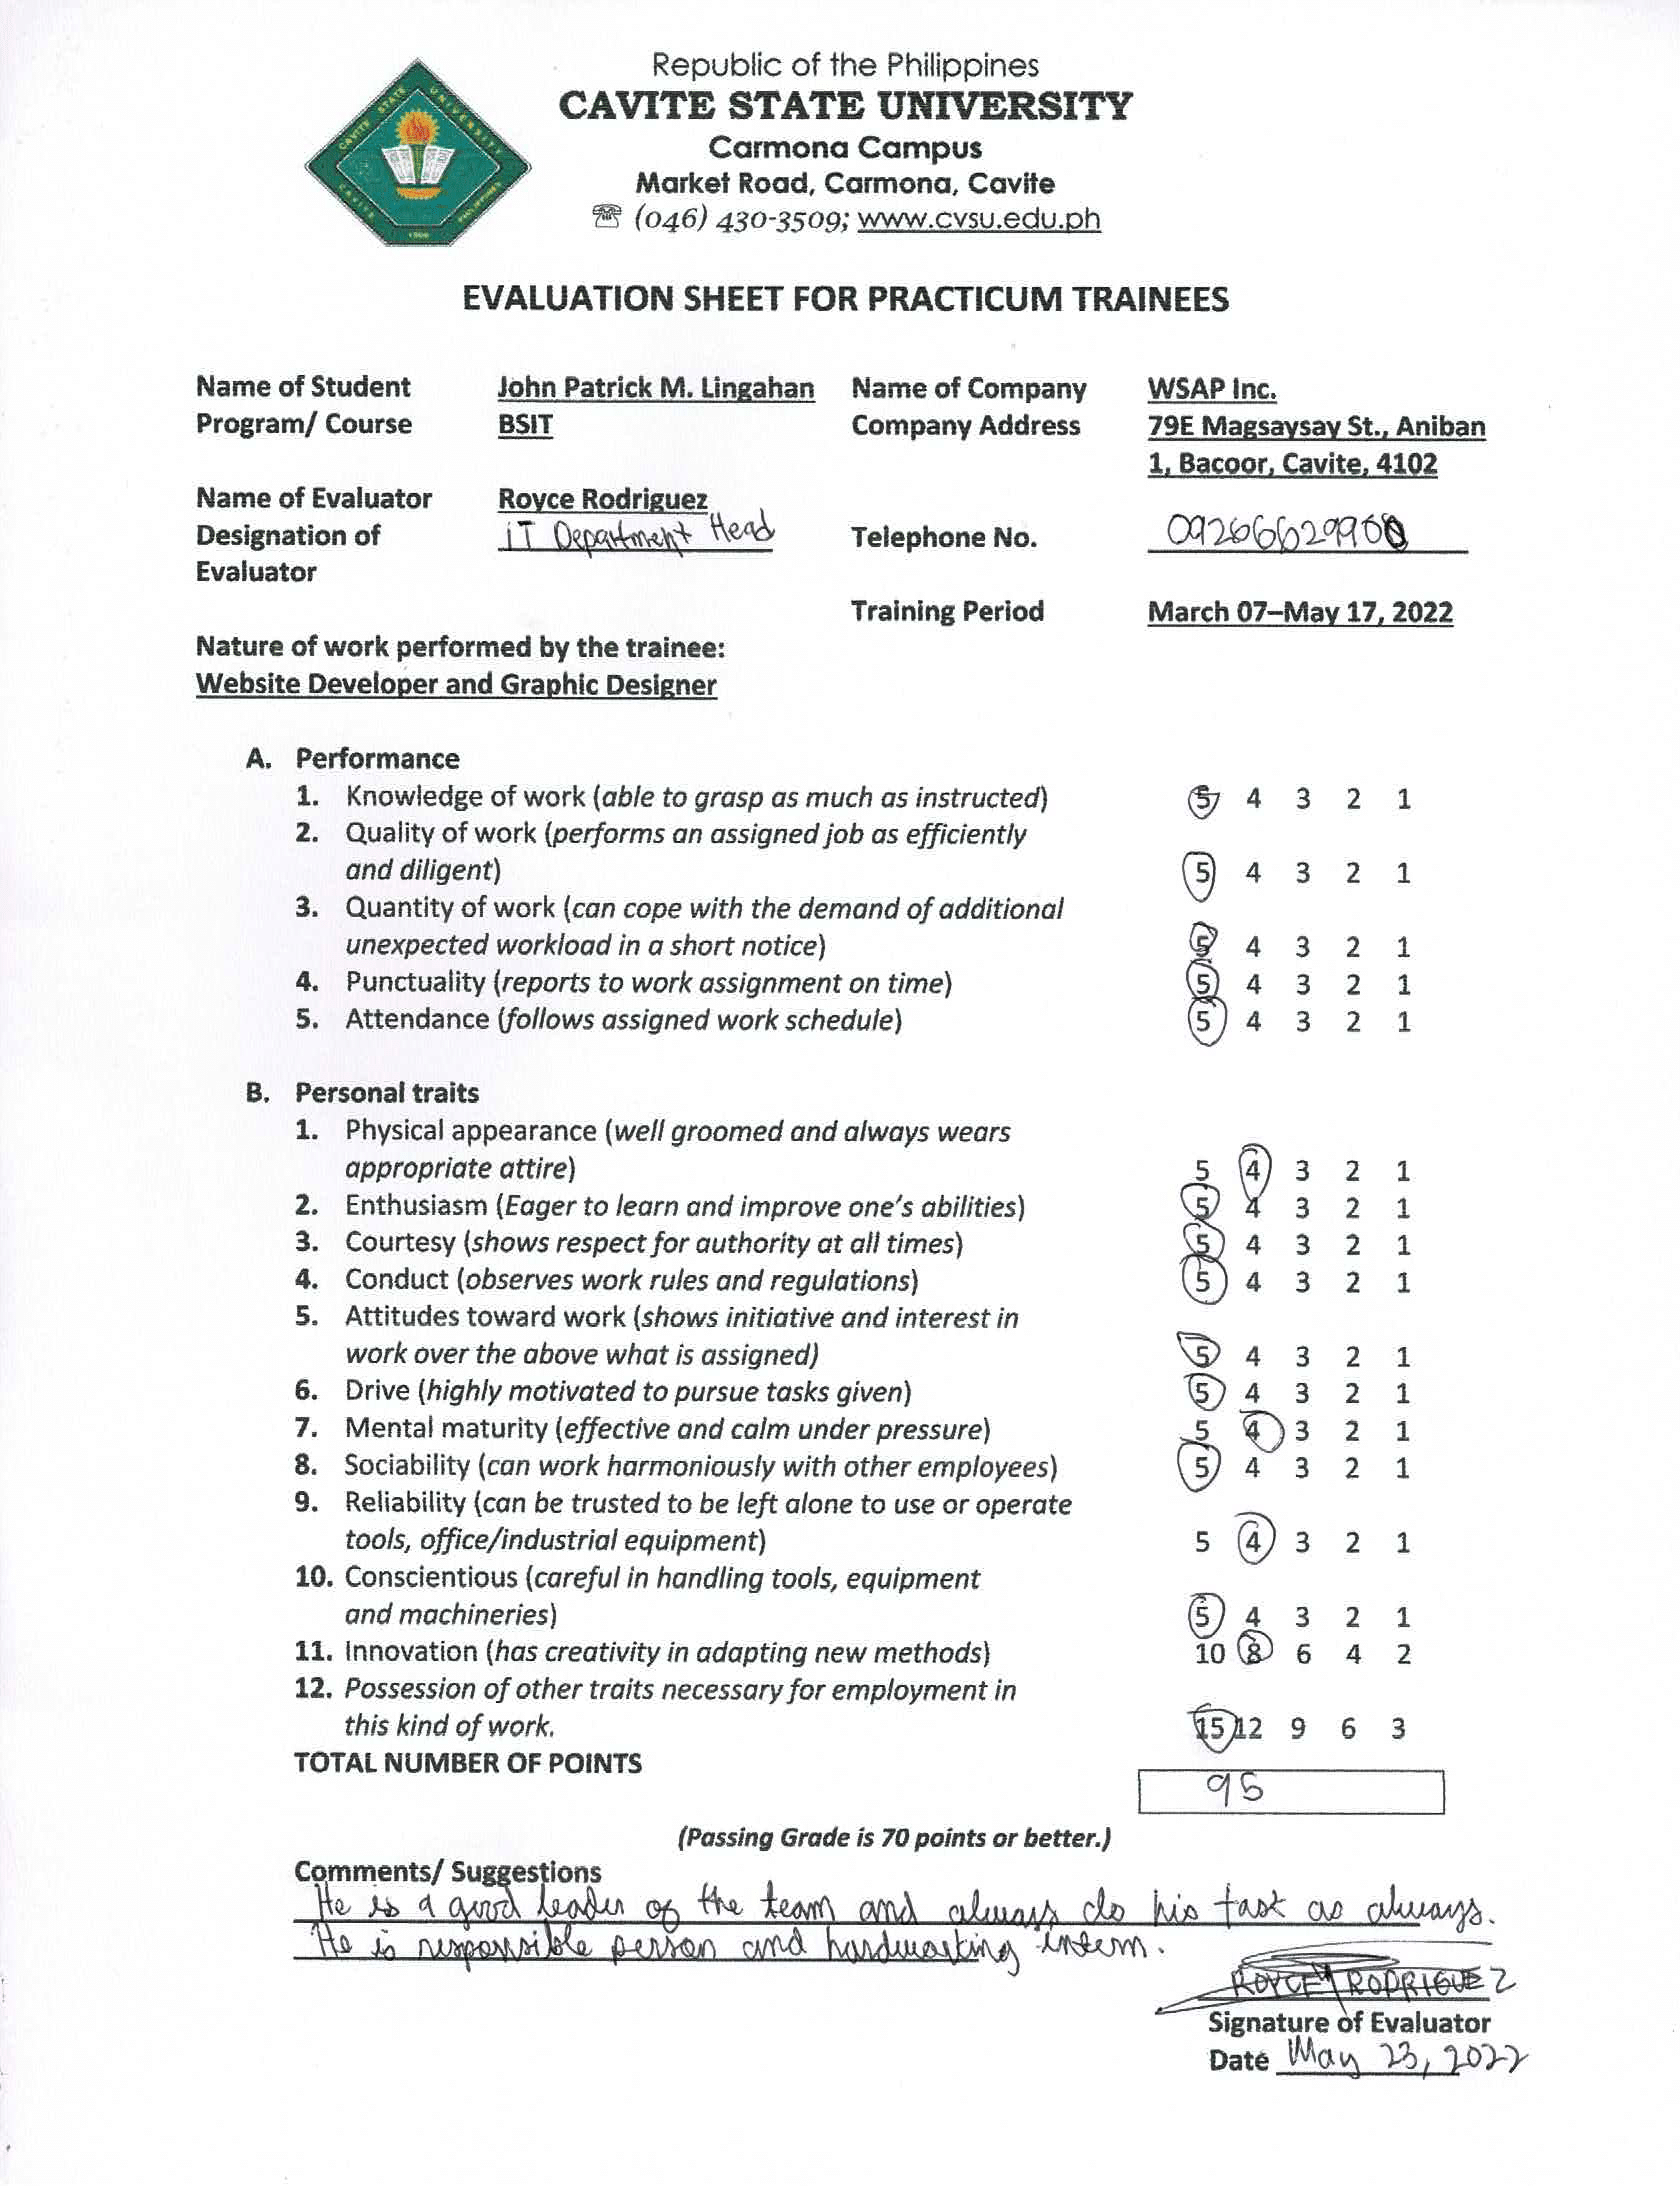 Republic of the Philippines
CAVITE STATE UNIVERSITY
Carmona Campus
Market Road, Carmona, Cavite
☏ (046) 430-3509; www.cvsu.edu.ph
EVALUATION SHEET FOR PRACTICUM TRAINEES
Name of Student John Patrick M. Lingahan Name of Company WSAP Inc.
Program/ Course BSIT Company Address 79E Magsaysay St., Aniban
1, Bacoor, Cavite, 4102
Name of Evaluator Royce Rodriguez
Designation of IT Department Head Telephone No.
Evaluator
Training Period March 07–May 17, 2022
Nature of work performed by the trainee:
Website Developer and Graphic Designer
A. Performance
1. Knowledge of work (able to grasp as much as instructed) 5 4 3 2 1
2. Quality of work (performs an assigned job as efficiently
and diligent) 5 4 3 2 1
3. Quantity of work (can cope with the demand of additional
unexpected workload in a short notice) 5 4 3 2 1
4. Punctuality (reports to work assignment on time) 5 4 3 2 1
5. Attendance (follows assigned work schedule) 5 4 3 2 1
B. Personal traits
1. Physical appearance (well groomed and always wears
appropriate attire) 5 4 3 2 1
2. Enthusiasm (Eager to learn and improve one's abilities) 5 4 3 2 1
3. Courtesy (shows respect for authority at all times) 5 4 3 2 1
4. Conduct (observes work rules and regulations) 5 4 3 2 1
5. Attitudes toward work (shows initiative and interest in
work over the above what is assigned) 5 4 3 2 1
6. Drive (highly motivated to pursue tasks given) 5 4 3 2 1
7. Mental maturity (effective and calm under pressure) 5 4 3 2 1
8. Sociability (can work harmoniously with other employees) 5 4 3 2 1
9. Reliability (can be trusted to be left alone to use or operate
tools, office/industrial equipment) 5 4 3 2 1
10. Conscientious (careful in handling tools, equipment
and machineries) 5 4 3 2 1
11. Innovation (has creativity in adapting new methods) 10 8 6 4 2
12. Possession of other traits necessary for employment in
this kind of work. 15 12 9 6 3
TOTAL NUMBER OF POINTS
95
(Passing Grade is 70 points or better.)
Comments/ Suggestions
He is a good leader of the team and always do his task as always.
He is responsible person and hardworking intern.
ROYCE RODRIGUEZ
Signature of Evaluator
Date May 23, 2022